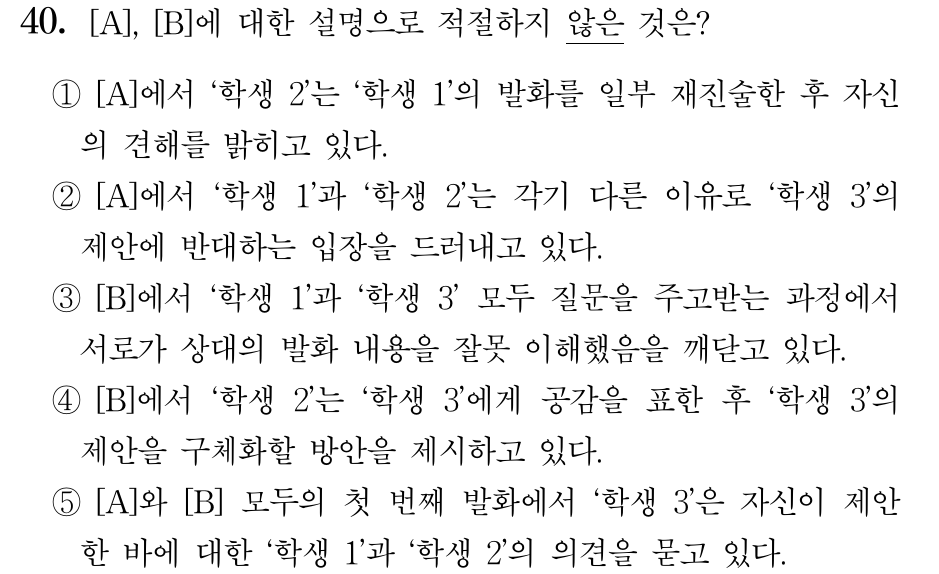 40. [A], [B]에 대한 설명으로 적절하지 않은 것은?
① [A]에서 ‘학생 2’는 ‘학생 1’의 발화를 일부 재진술한 후 자신
의 견해를 밝히고 있다.
② [A]에서 ‘학생 1’과 ‘학생 2’는 각기 다른 이유로 ‘학생 3’의
제안에 반대하는 입장을 드러내고 있다.
③ [B]에서 ‘학생 1’과 ‘학생 3’ 모두 질문을 주고받는 과정에서
서로가 상대의 발화 내용을 잘못 이해했음을 깨닫고 있다.
④ [B]에서 ‘학생 2’는 ‘학생 3’에게 공감을 표한 후 ‘학생 3’의
제안을 구체화할 방안을 제시하고 있다.
⑤ [A]와 [B] 모두의 첫 번째 발화에서 ‘학생 3’은 자신이 제안
한 바에 대한 ‘학생 1’과 ‘학생 2’의 의견을 묻고 있다.